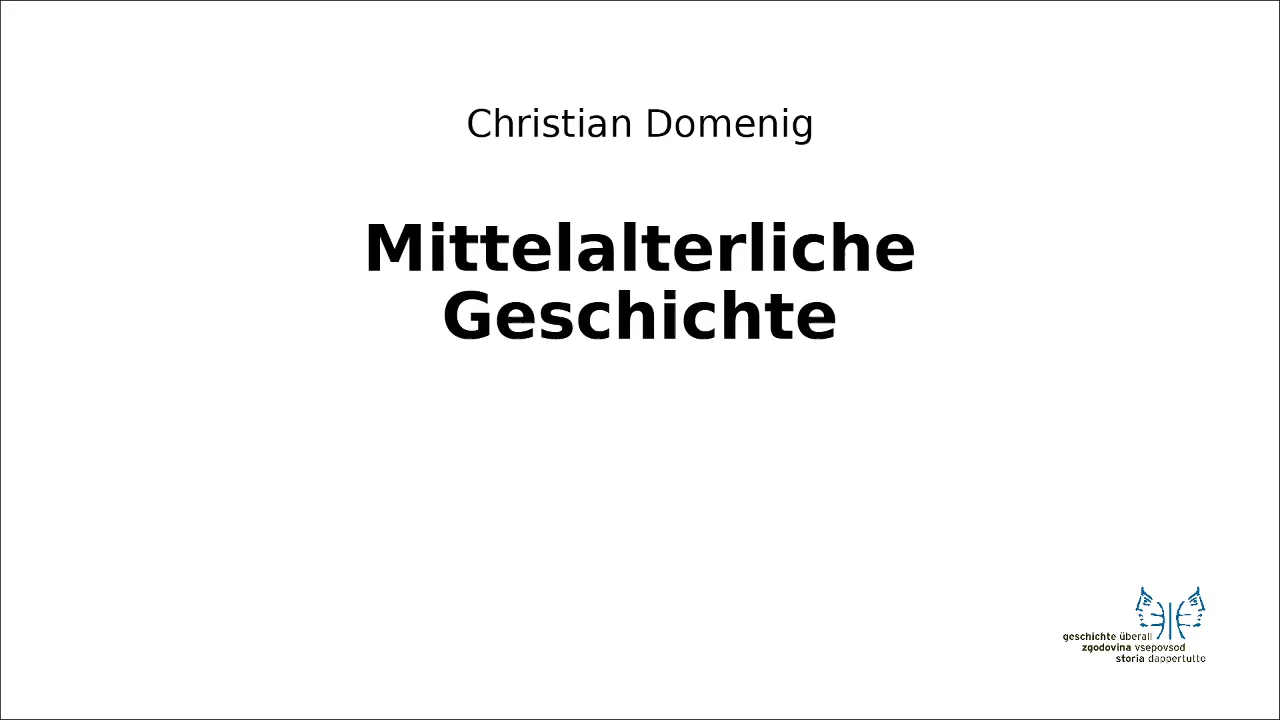 Christian Domenig
Mittelalterliche
Geschichte
geschichte überall
zgodovina vsepovsod
storia dappertutto